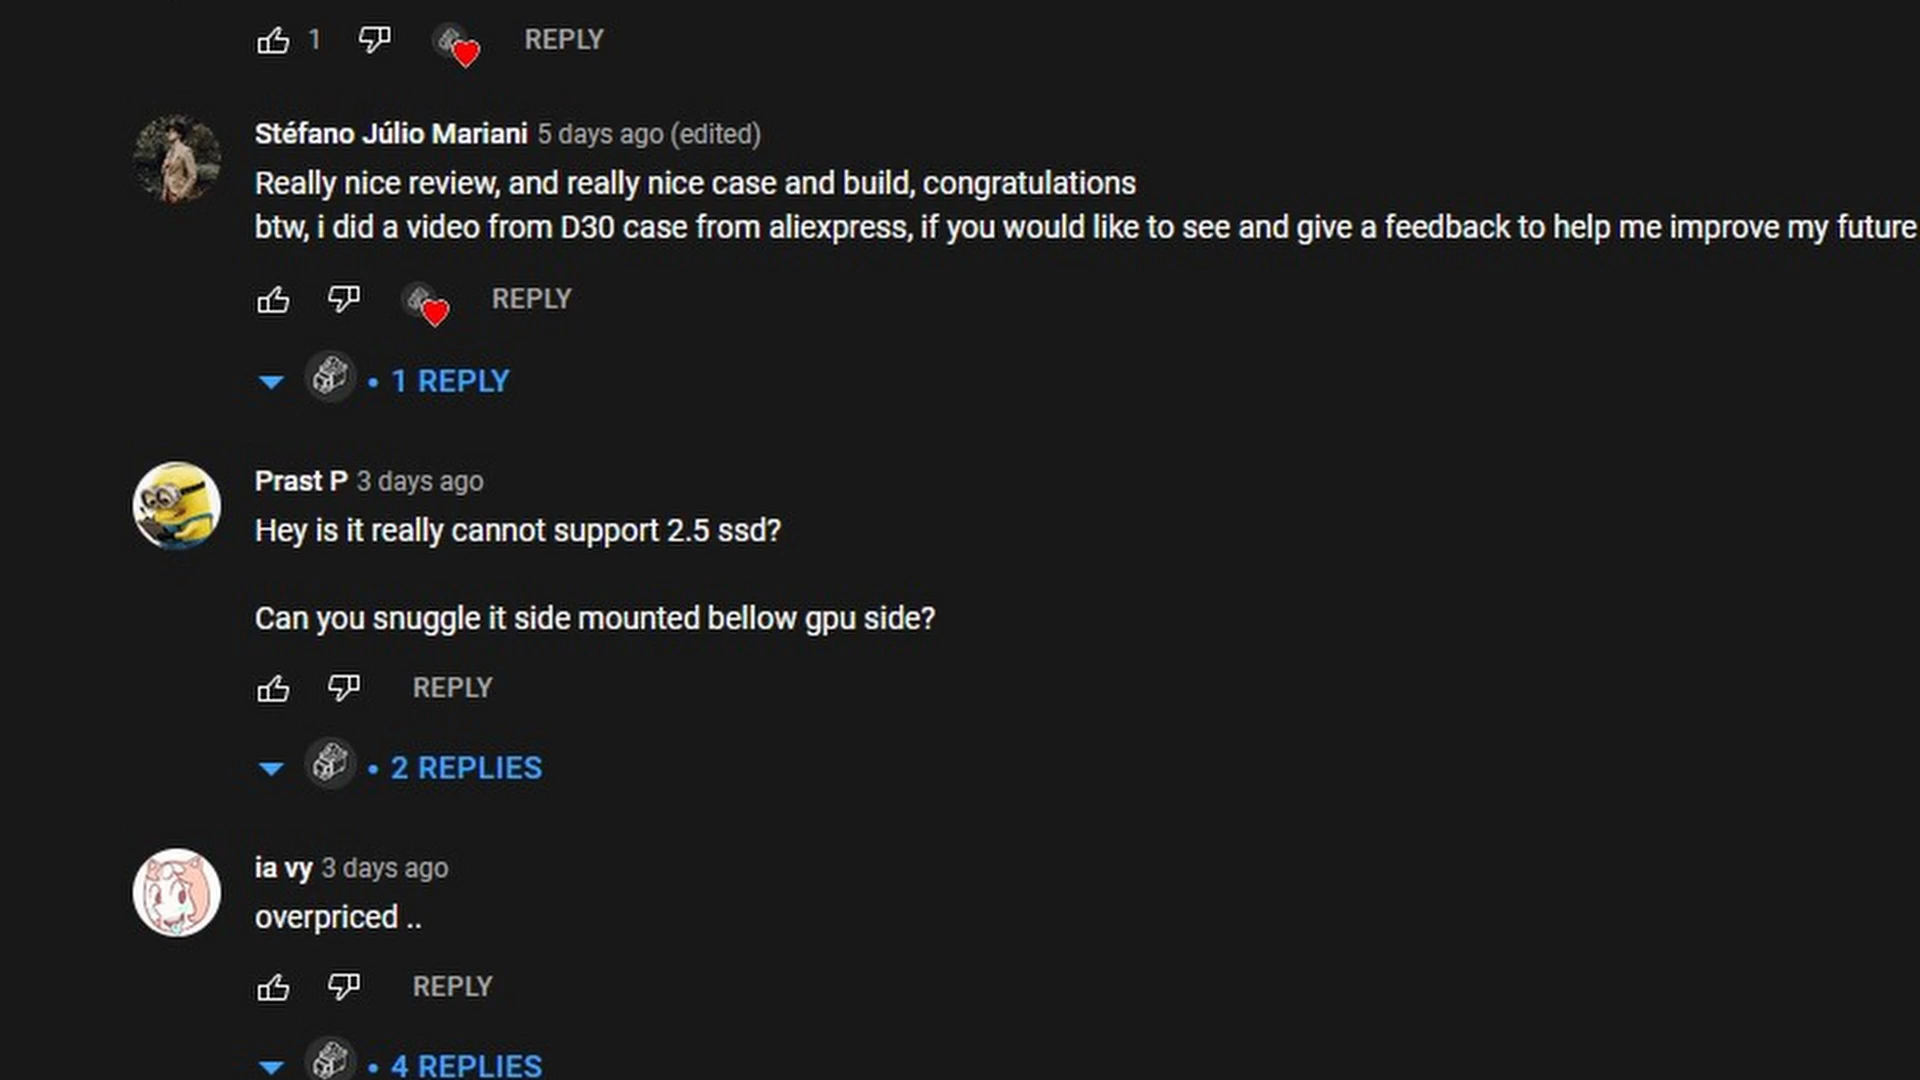 1 REPLY
Stéfano Júlio Mariani 5 days ago (edited)
Really nice review, and really nice case and build, congratulations
btw, i did a video from D30 case from aliexpress, if you would like to see and give a feedback to help me improve my future
REPLY
• 1 REPLY
Prast P 3 days ago
Hey is it really cannot support 2.5 ssd?
Can you snuggle it side mounted bellow gpu side?
REPLY
• 2 REPLIES
ia vy 3 days ago
overpriced ..
REPLY
• 4 REPLIES